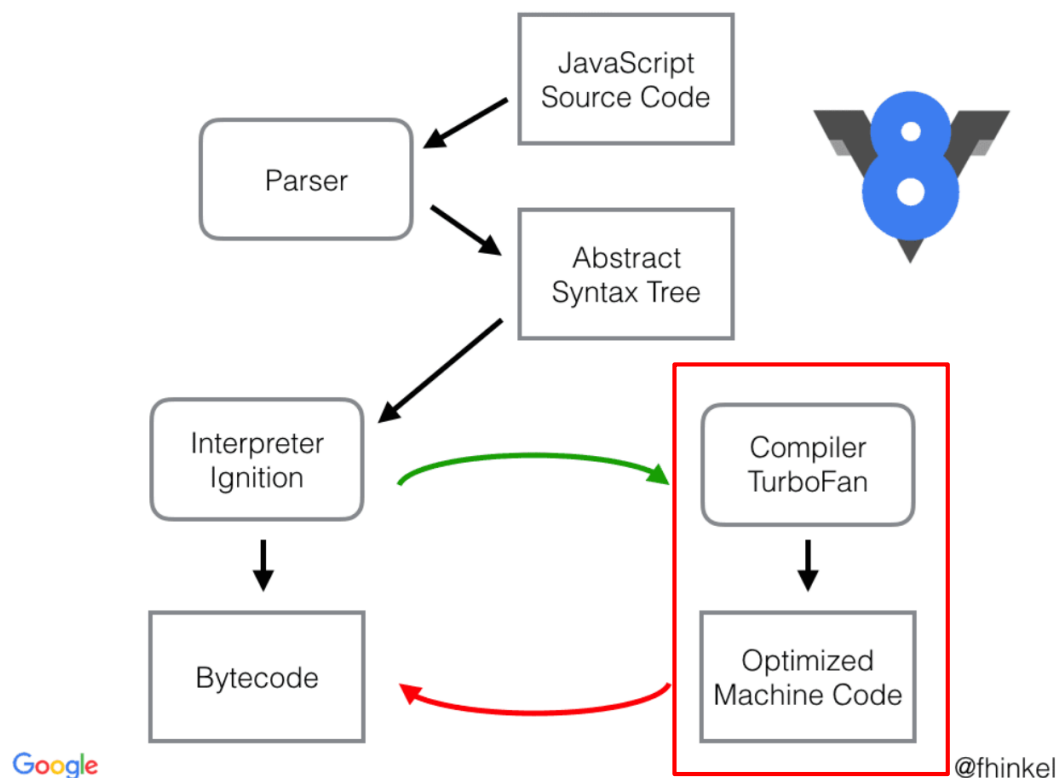 JavaScript
Source Code
Parser
Abstract
Syntax Tree
Interpreter
Ignition
Compiler
TurboFan
Bytecode
Optimized
Machine Code
Google
@fhinkel